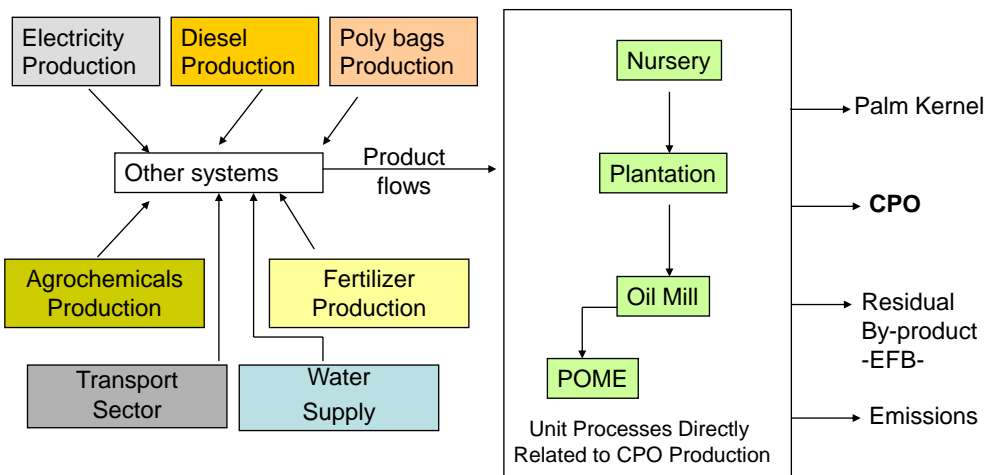 Electricity
Production
Diesel
Production
Poly bags
Production
Other systems
Product
flows
Agrochemicals
Production
Fertilizer
Production
Transport
Sector
Water
Supply
Nursery
Plantation
Oil Mill
POME
Unit Processes Directly
Related to CPO Production
Palm Kernel
CPO
Residual
By-product
-EFB-
Emissions